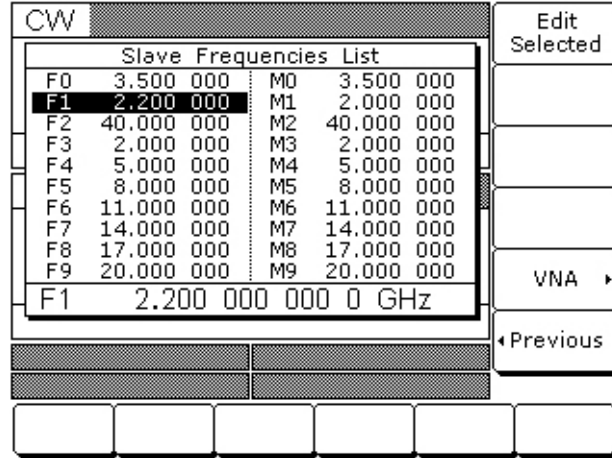 CW
Edit
Selected
Slave Frequencies List
F0 3.500 000 M0 3.500 000
F1 2.200 000 M1 2.000 000
F2 40.000 000 M2 40.000 000
F3 2.000 000 M3 2.000 000
F4 5.000 000 M4 5.000 000
F5 8.000 000 M5 8.000 000
F6 11.000 000 M6 11.000 000
F7 14.000 000 M7 14.000 000
F8 17.000 000 M8 17.000 000
F9 20.000 000 M9 20.000 000
F1 2.200 000 000 0 GHz
VNA
Previous